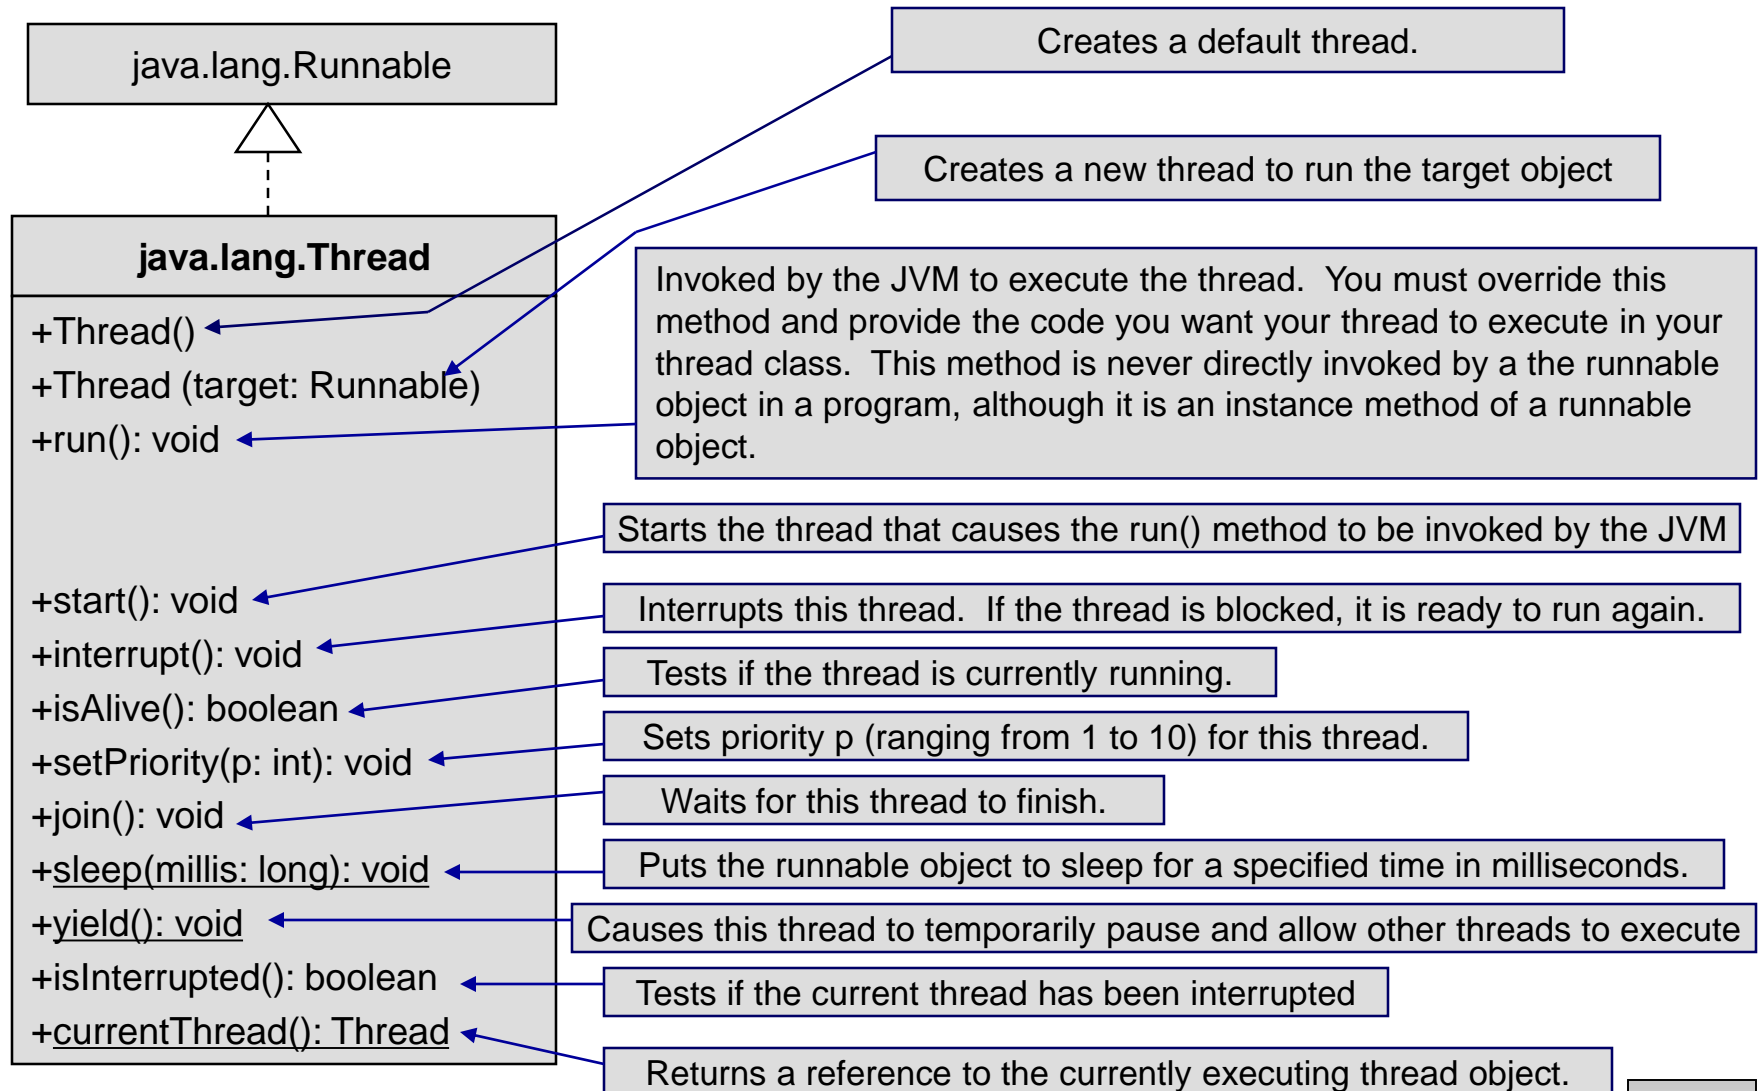 java.lang.Runnable
java.lang.Thread
+Thread()
+Thread (target: Runnable)
+run(): void
+start(): void
+interrupt(): void
+isAlive(): boolean
+setPriority(p: int): void
+join(): void
+sleep(millis: long): void
+yield(): void
+isInterrupted(): boolean
+currentThread(): Thread
Creates a default thread.
Creates a new thread to run the target object
Invoked by the JVM to execute the thread.  You must override this
method and provide the code you want your thread to execute in your
thread class.  This method is never directly invoked by a the runnable
object in a program, although it is an instance method of a runnable
object.
Starts the thread that causes the run() method to be invoked by the JVM
Interrupts this thread.  If the thread is blocked, it is ready to run again.
Tests if the thread is currently running.
Sets priority p (ranging from 1 to 10) for this thread.
Waits for this thread to finish.
Puts the runnable object to sleep for a specified time in milliseconds.
Causes this thread to temporarily pause and allow other threads to execute
Tests if the current thread has been interrupted
Returns a reference to the currently executing thread object.